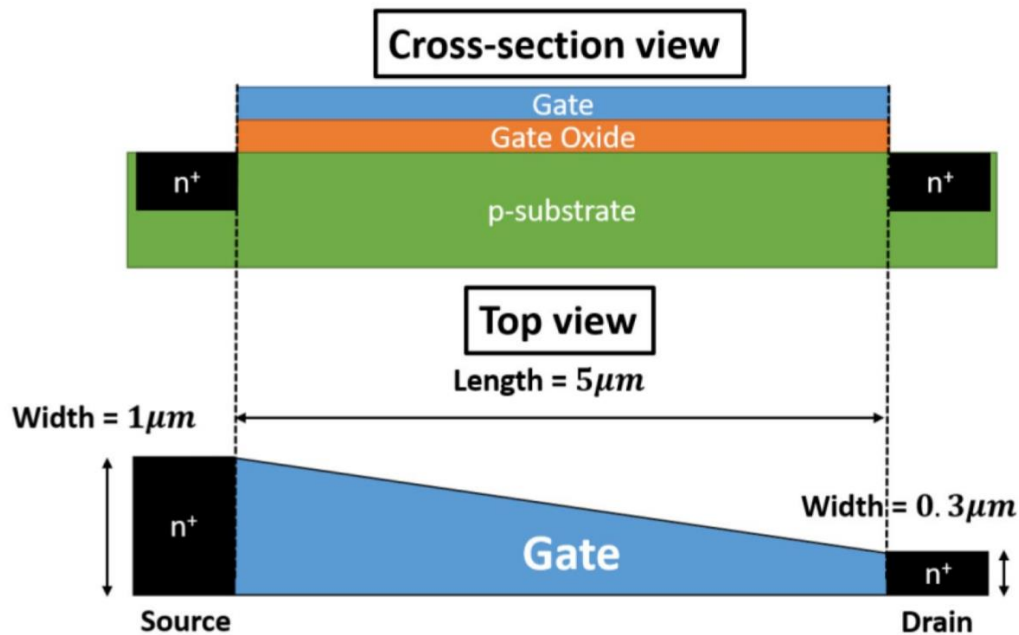 Cross-section view
Gate
Gate Oxide
n⁺
n⁺
p-substrate
Top view
Length = 5μm
Width = 1μm
Width = 0.3μm
n⁺
Gate
n⁺
Source
Drain